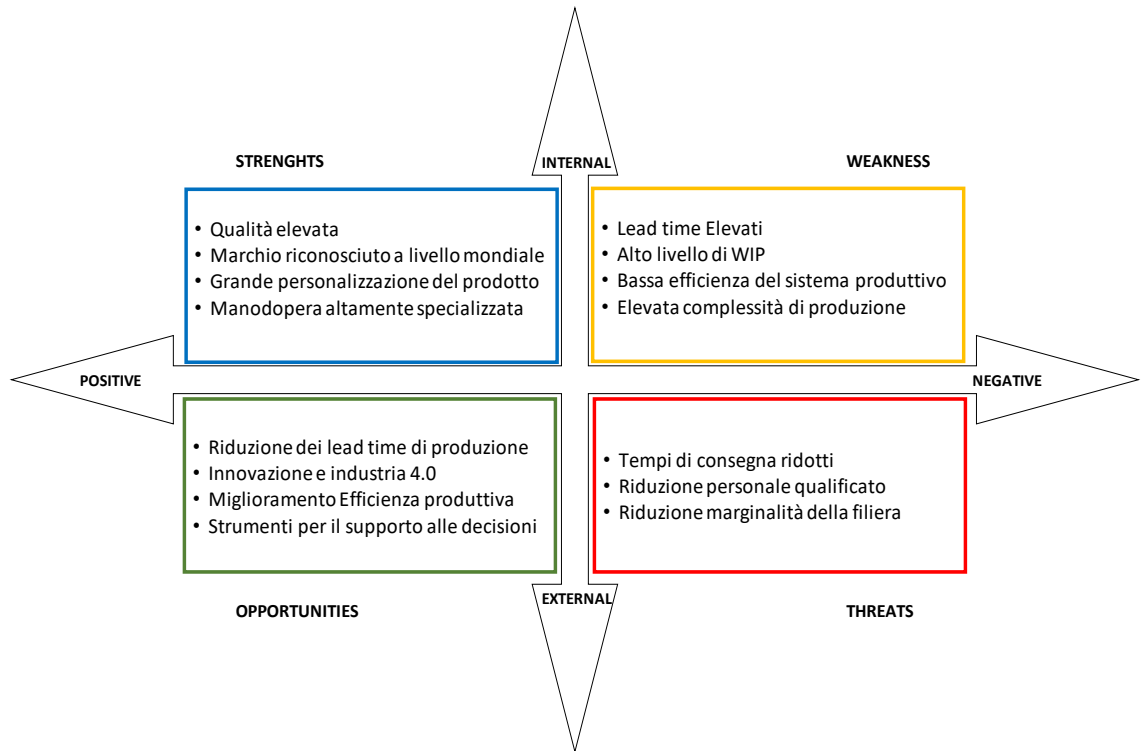 INTERNAL
STRENGHTS
WEAKNESS
• Qualità elevata
• Marchio riconosciuto a livello mondiale
• Grande personalizzazione del prodotto
• Manodopera altamente specializzata
• Lead time Elevati
• Alto livello di WIP
• Bassa efficienza del sistema produttivo
• Elevata complessità di produzione
POSITIVE
NEGATIVE
• Riduzione dei lead time di produzione
• Innovazione e industria 4.0
• Miglioramento Efficienza produttiva
• Strumenti per il supporto alle decisioni
• Tempi di consegna ridotti
• Riduzione personale qualificato
• Riduzione marginalità della filiera
EXTERNAL
OPPORTUNITIES
THREATS